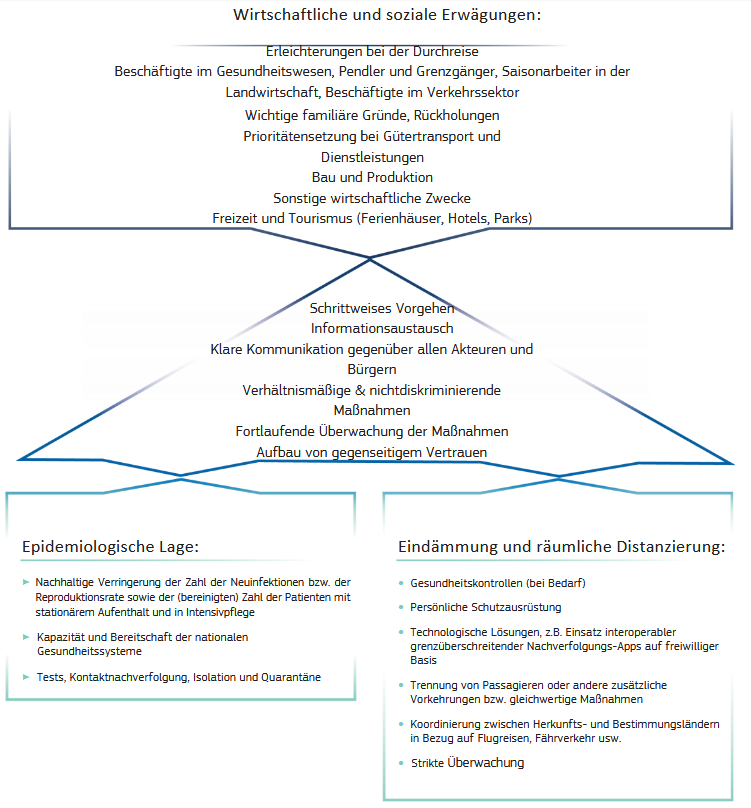 Wirtschaftliche und soziale Erwägungen:
Erleichterungen bei der Durchreise
Beschäftigte im Gesundheitswesen, Pendler und Grenzgänger, Saisonarbeiter in der
Landwirtschaft, Beschäftigte im Verkehrssektor
Wichtige familiäre Gründe, Rückholungen
Prioritätensetzung bei Gütertransport und
Dienstleistungen
Bau und Produktion
Sonstige wirtschaftliche Zwecke
Freizeit und Tourismus (Ferienhäuser, Hotels, Parks)
Schrittweises Vorgehen
Informationsaustausch
Klare Kommunikation gegenüber allen Akteuren und
Bürgern
Verhältnismäßige & nichtdiskriminierende
Maßnahmen
Fortlaufende Überwachung der Maßnahmen
Aufbau von gegenseitigem Vertrauen
Epidemiologische Lage:
Nachhaltige Verringerung der Zahl der Neuinfektionen bzw. der
Reproduktionsrate sowie der (bereinigten) Zahl der Patienten mit
stationärem Aufenthalt und in Intensivpflege
Kapazität und Bereitschaft der nationalen
Gesundheitssysteme
Tests, Kontaktnachverfolgung, Isolation und Quarantäne
Eindämmung und räumliche Distanzierung:
Gesundheitskontrollen (bei Bedarf)
Persönliche Schutzausrüstung
Technologische Lösungen, z.B. Einsatz interoperabler
grenzüberschreitender Nachverfolgungs-Apps auf freiwilliger
Basis
Trennung von Passagieren oder andere zusätzliche
Vorkehrungen bzw. gleichwertige Maßnahmen
Koordinierung zwischen Herkunfts- und Bestimmungsländern
in Bezug auf Flugreisen, Fährverkehr usw.
Strikte Überwachung